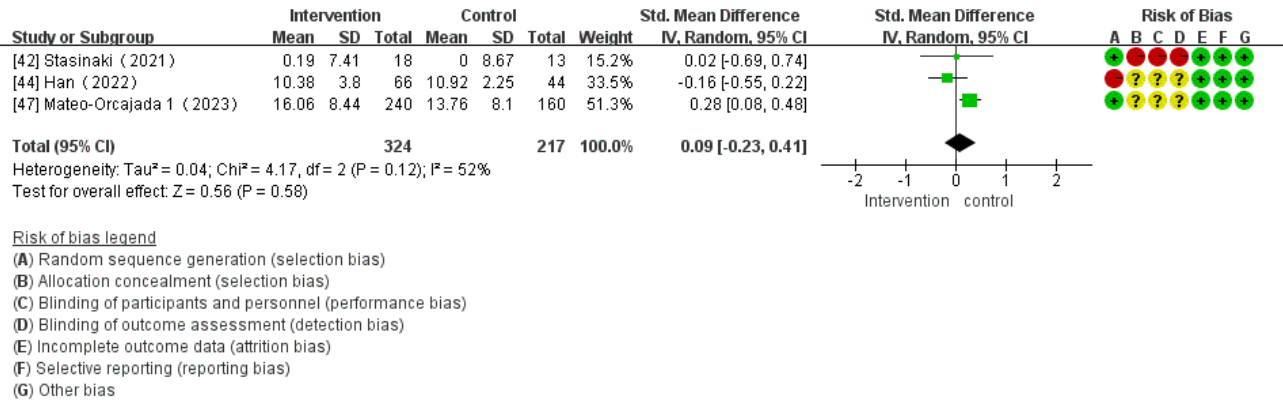 Intervention Control Std. Mean Difference Std. Mean Difference Risk of Bias
Study or Subgroup Mean SD Total Mean SD Total Weight IV, Random, 95% CI IV, Random, 95% CI A B C D E F G
[42] Stasinaki (2021) 0.19 7.41 18 0 8.67 13 15.2% 0.02 [-0.69, 0.74] + - - - + + +
[44] Han (2022) 10.38 3.8 66 10.92 2.25 44 33.5% -0.16 [-0.55, 0.22] - ? ? ? + + +
[47] Mateo-Orcajada 1 (2023) 16.06 8.44 240 13.76 8.1 160 51.3% 0.28 [0.08, 0.48] + ? ? ? + + +
Total (95% CI) 324 217 100.0% 0.09 [-0.23, 0.41]
Heterogeneity: Tau² = 0.04; Chi² = 4.17, df = 2 (P = 0.12); I² = 52%
Test for overall effect: Z = 0.56 (P = 0.58)
-2 -1 0 1 2
Intervention control
Risk of bias legend
(A) Random sequence generation (selection bias)
(B) Allocation concealment (selection bias)
(C) Blinding of participants and personnel (performance bias)
(D) Blinding of outcome assessment (detection bias)
(E) Incomplete outcome data (attrition bias)
(F) Selective reporting (reporting bias)
(G) Other bias